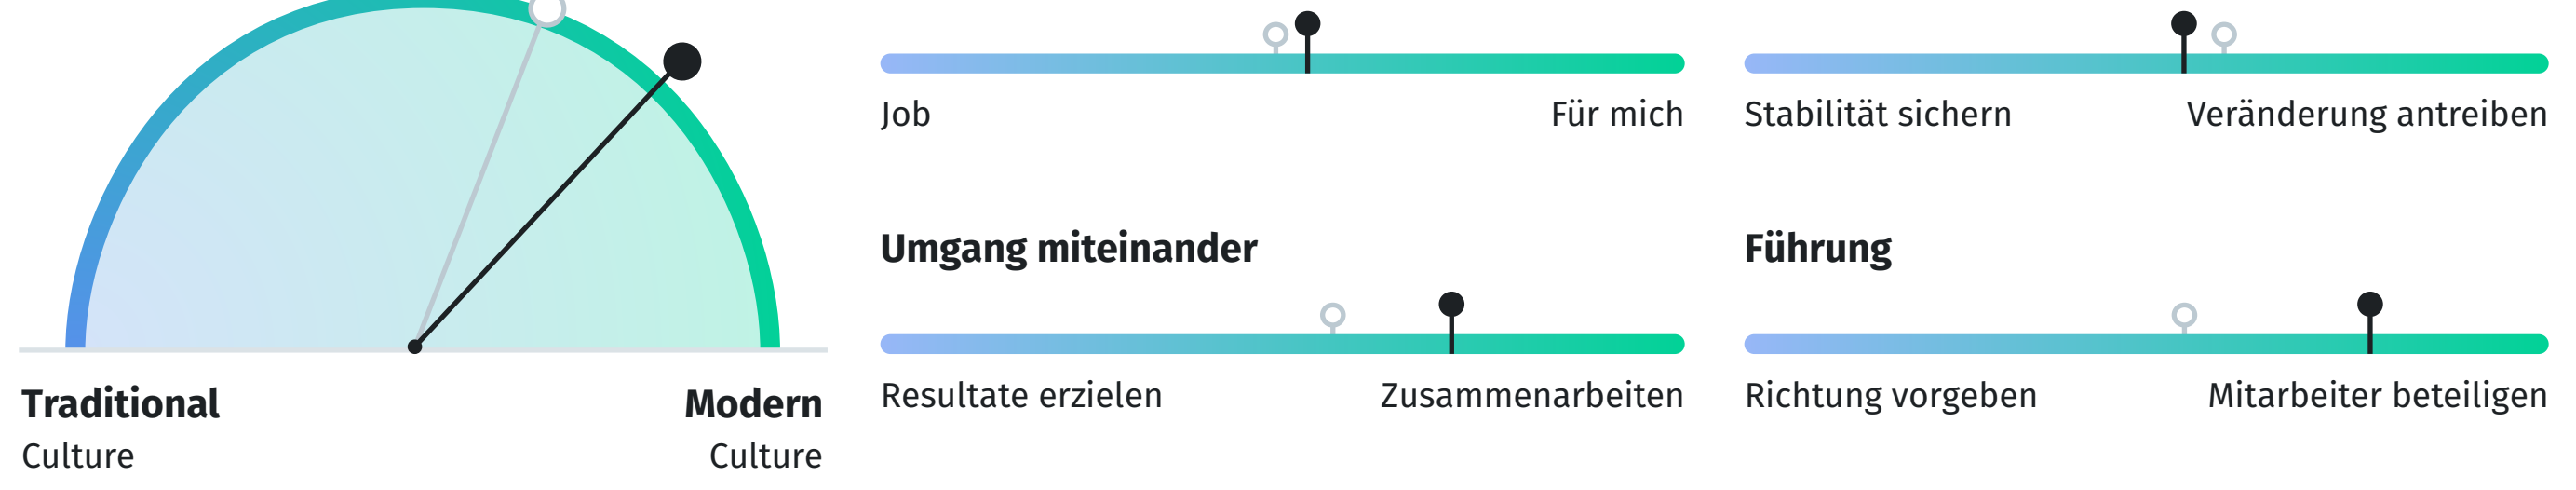 Traditional
Culture
Modern
Culture
Job
Für mich
Stabilität sichern
Veränderung antreiben
Umgang miteinander
Resultate erzielen
Zusammenarbeiten
Führung
Richtung vorgeben
Mitarbeiter beteiligen